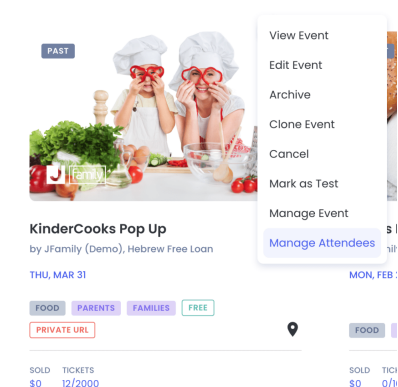 PAST
J Family
KinderCooks Pop Up
by JFamily (Demo), Hebrew Free Loan
THU, MAR 31
FOOD PARENTS FAMILIES FREE
PRIVATE URL
SOLD TICKETS
$0 12/2000
View Event
Edit Event
Archive
Clone Event
Cancel
Mark as Test
Manage Event
Manage Attendees
MON, FEB
FOOD
SOLD
$0